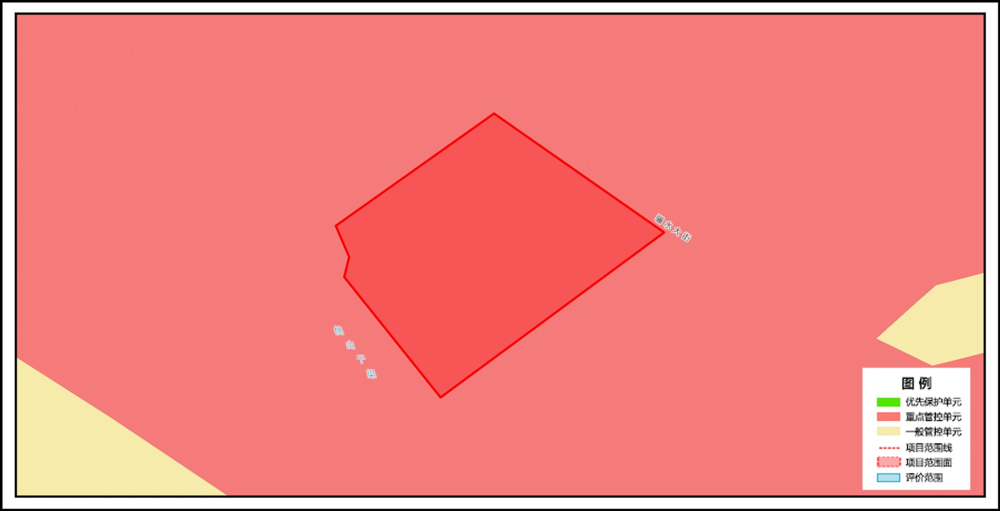 骊水大街
桃山干渠
图例
优先保护单元
重点管控单元
一般管控单元
项目范围线
项目范围面
评价范围